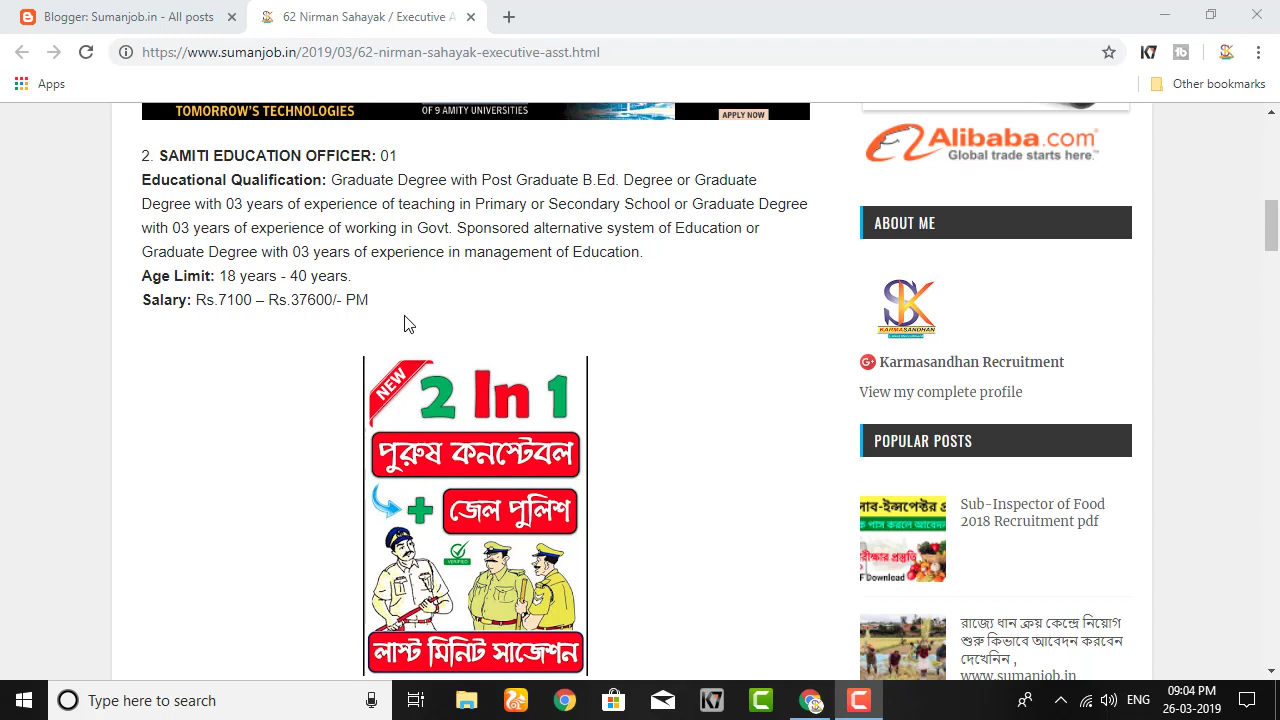 Blogger: Sumanjob.in - All posts
62 Nirman Sahayak / Executive A
https://www.sumanjob.in/2019/03/62-nirman-sahayak-executive-asst.html
Apps
Other bookmarks
TOMORROW'S TECHNOLOGIES
OF 9 AMITY UNIVERSITIES
APPLY NOW
2. SAMITI EDUCATION OFFICER: 01
Educational Qualification: Graduate Degree with Post Graduate B.Ed. Degree or Graduate
Degree with 03 years of experience of teaching in Primary or Secondary School or Graduate Degree
with 03 years of experience of working in Govt. Sponsored alternative system of Education or
Graduate Degree with 03 years of experience in management of Education.
Age Limit: 18 years - 40 years.
Salary: Rs.7100 – Rs.37600/- PM
NEW
2 In 1
পুরুষ কনস্টেবল
+ জেল পুলিশ
VERIFIED
লাস্ট মিনিট সাজেশন
Alibaba.com
Global trade starts here.
ABOUT ME
SK
KARMASANDHAN
Karmasandhan Recruitment
View my complete profile
POPULAR POSTS
Sub-Inspector of Food
2018 Recruitment pdf
রাজ্যে ধান ক্রয় কেন্দ্রে নিয়োগ
শুরু কিভাবে আবেদন করবেন
দেখেনিন ,
www.sumanjob.in
Type here to search
ENG
09:04 PM
26-03-2019